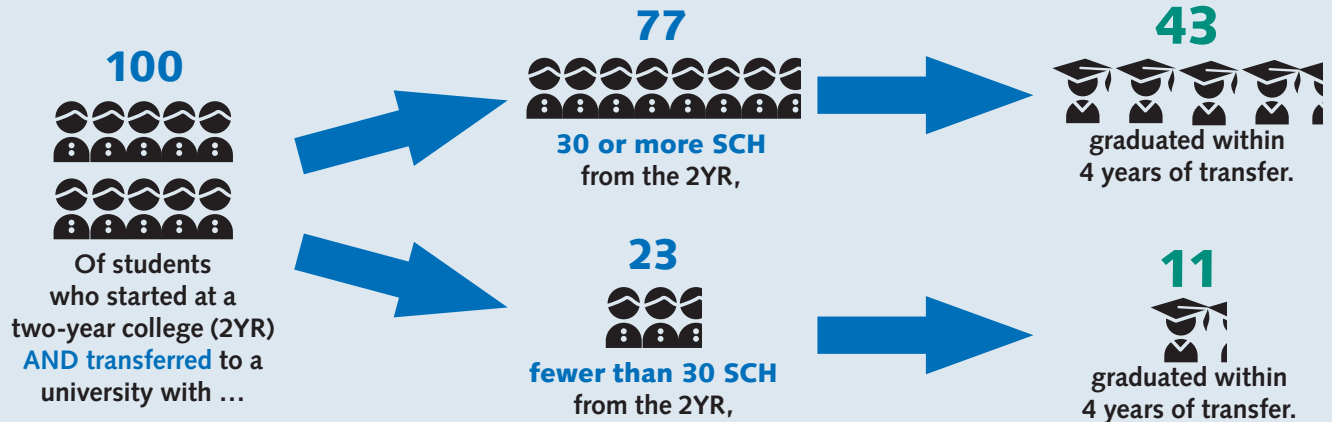 100
Of students
who started at a
two-year college (2YR)
AND transferred to a
university with …
77
30 or more SCH
from the 2YR,
43
graduated within
4 years of transfer.
23
fewer than 30 SCH
from the 2YR,
11
graduated within
4 years of transfer.